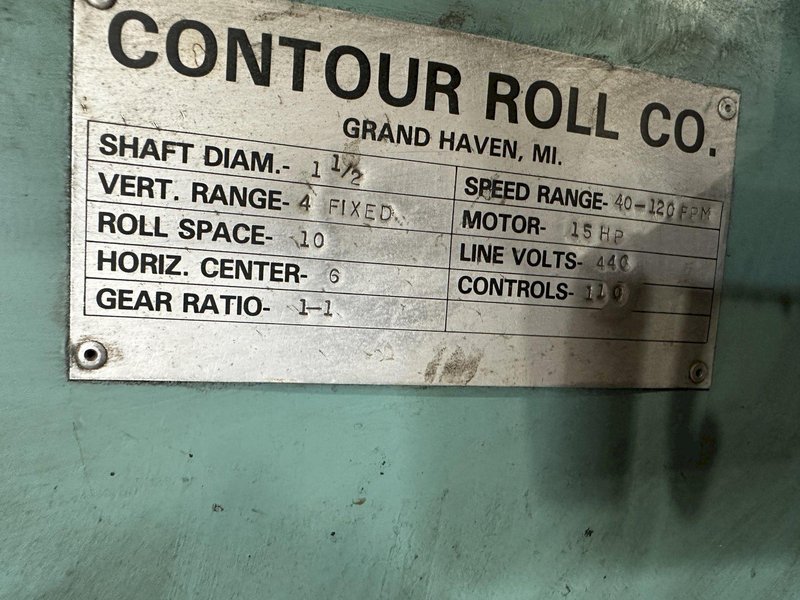 CONTOUR ROLL CO.
GRAND HAVEN, MI.
SHAFT DIAM.- 1 1/2
VERT. RANGE- 4 FIXED
ROLL SPACE- 10
HORIZ. CENTER- 6
GEAR RATIO- 1-1
SPEED RANGE- 40-120 FPM
MOTOR- 15 HP
LINE VOLTS- 440
CONTROLS- 110